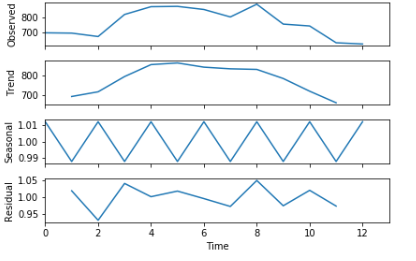 Observed
800
700
Trend
800
700
Seasonal
1.01
1.00
0.99
Residual
1.05
1.00
0.95
0 2 4 6 8 10 12
Time